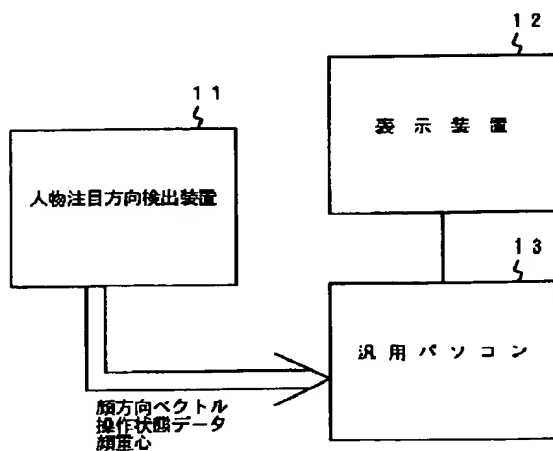 １２
１１
表示装置
人物注目方向検出装置
１３
汎用パソコン
顔方向ベクトル
操作状態データ
顔重心